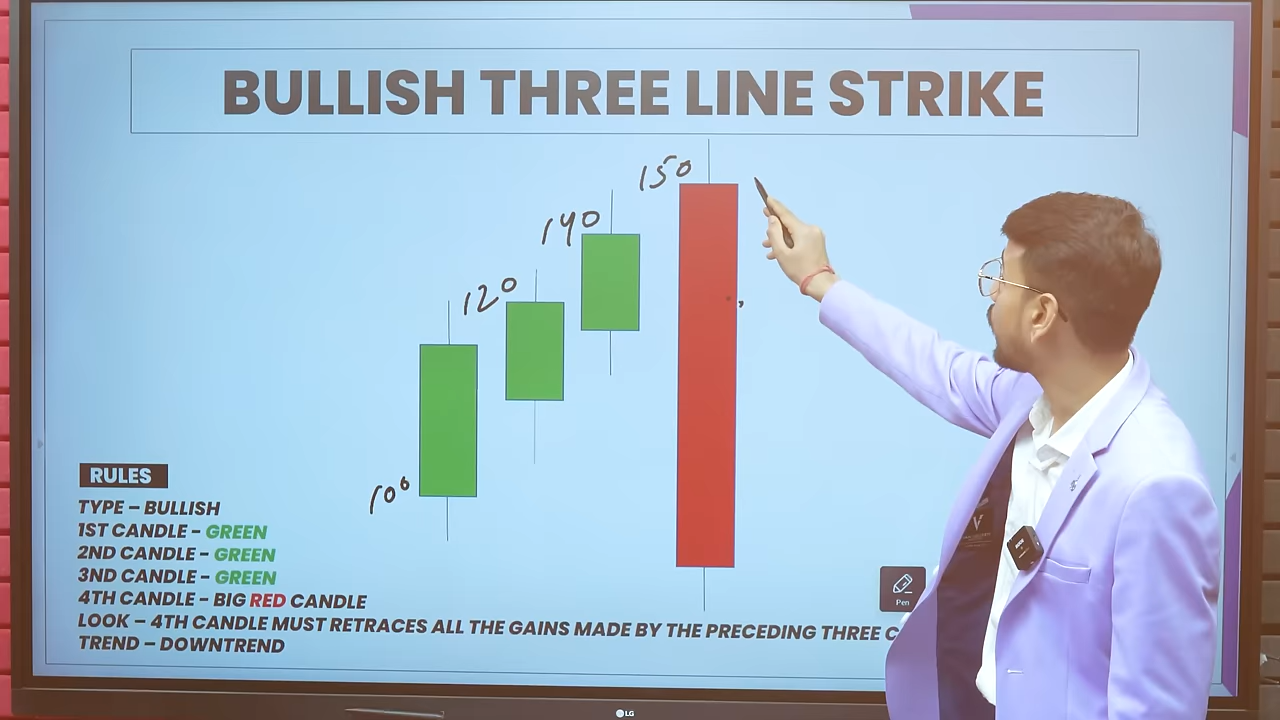 BULLISH THREE LINE STRIKE
150
140
120
100
RULES
TYPE – BULLISH
1ST CANDLE – GREEN
2ND CANDLE – GREEN
3ND CANDLE – GREEN
4TH CANDLE – BIG RED CANDLE
LOOK – 4TH CANDLE MUST RETRACES ALL THE GAINS MADE BY THE PRECEDING THREE
TREND – DOWNTREND
Pen
LG